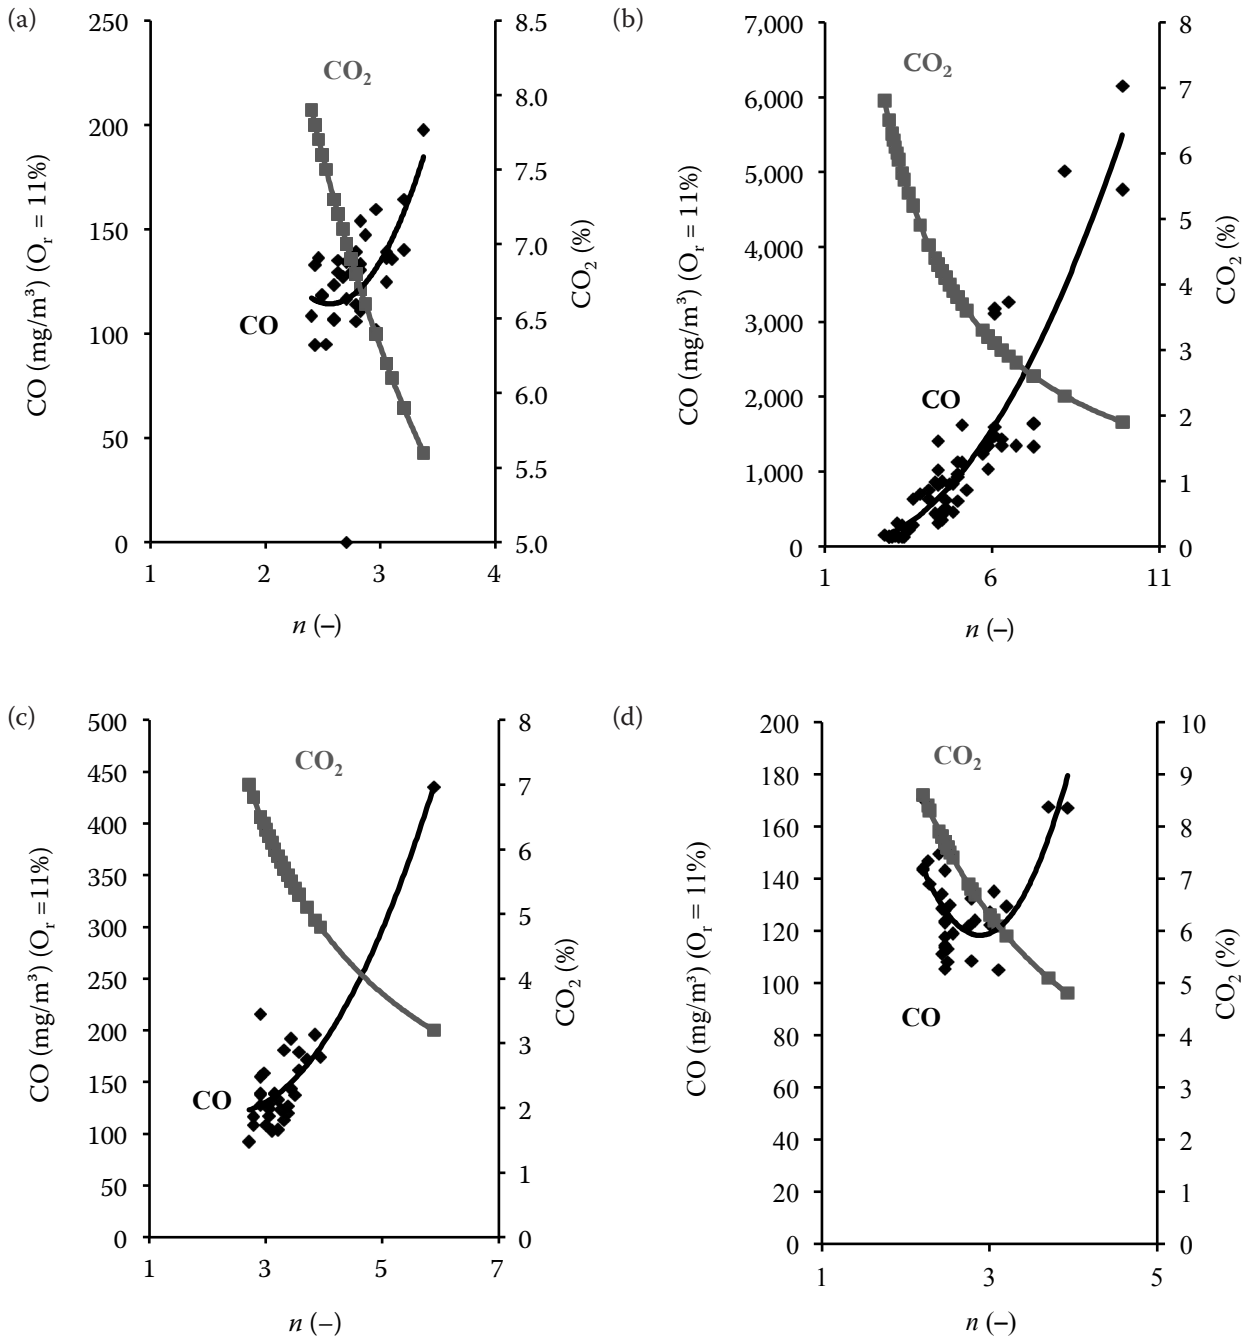 (a)
250
200
150
100
50
0
CO (mg/m³) (Oᵣ = 11%)
CO₂
CO
8.5
8.0
7.5
7.0
6.5
6.0
5.5
5.0
CO₂ (%)
1 2 3 4
n (–)
(b)
7,000
6,000
5,000
4,000
3,000
2,000
1,000
0
CO (mg/m³) (Oᵣ = 11%)
CO₂
CO
8
7
6
5
4
3
2
1
0
CO₂ (%)
1 6 11
n (–)
(c)
500
450
400
350
300
250
200
150
100
50
0
CO (mg/m³) (Oᵣ = 11%)
CO₂
CO
8
7
6
5
4
3
2
1
0
CO₂ (%)
1 3 5 7
n (–)
(d)
200
180
160
140
120
100
80
60
40
20
0
CO (mg/m³) (Oᵣ = 11%)
CO₂
CO
10
9
8
7
6
5
4
3
2
1
0
CO₂ (%)
1 3 5
n (–)